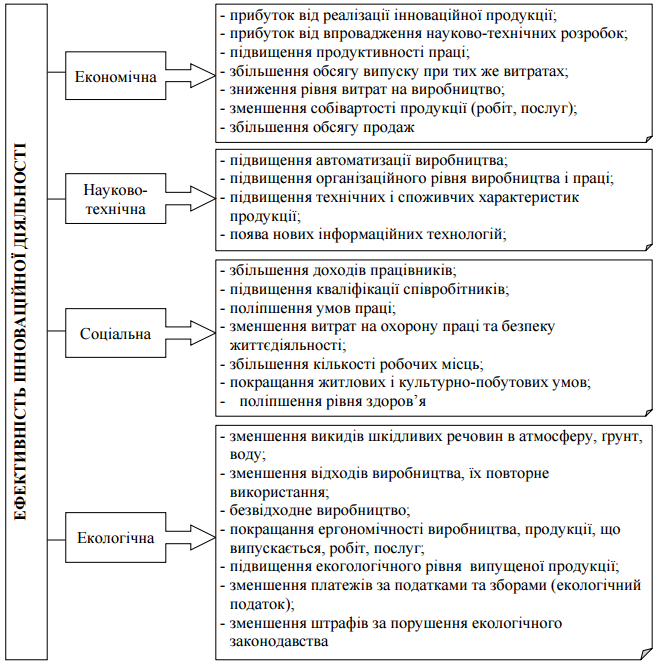 ЕФЕКТИВНІСТЬ ІННОВАЦІЙНОЇ ДІЯЛЬНОСТІ
Економічна
- прибуток від реалізації інноваційної продукції;
- прибуток від впровадження науково-технічних розробок;
- підвищення продуктивності праці;
- збільшення обсягу випуску при тих же витратах;
- зниження рівня витрат на виробництво;
- зменшення собівартості продукції (робіт, послуг);
- збільшення обсягу продаж
Науково-
технічна
- підвищення автоматизації виробництва;
- підвищення організаційного рівня виробництва і праці;
- підвищення технічних і споживчих характеристик
продукції;
- поява нових інформаційних технологій;
Соціальна
- збільшення доходів працівників;
- підвищення кваліфікації співробітників;
- поліпшення умов праці;
- зменшення витрат на охорону праці та безпеку
життєдіяльності;
- збільшення кількості робочих місць;
- покращання житлових і культурно-побутових умов;
- поліпшення рівня здоров’я
Екологічна
- зменшення викидів шкідливих речовин в атмосферу, ґрунт,
воду;
- зменшення відходів виробництва, їх повторне
використання;
- безвідходне виробництво;
- покращання ергономічності виробництва, продукції, що
випускається, робіт, послуг;
- підвищення екогологічного рівня випущеної продукції;
- зменшення платежів за податками та зборами (екологічний
податок);
- зменшення штрафів за порушення екологічного
законодавства